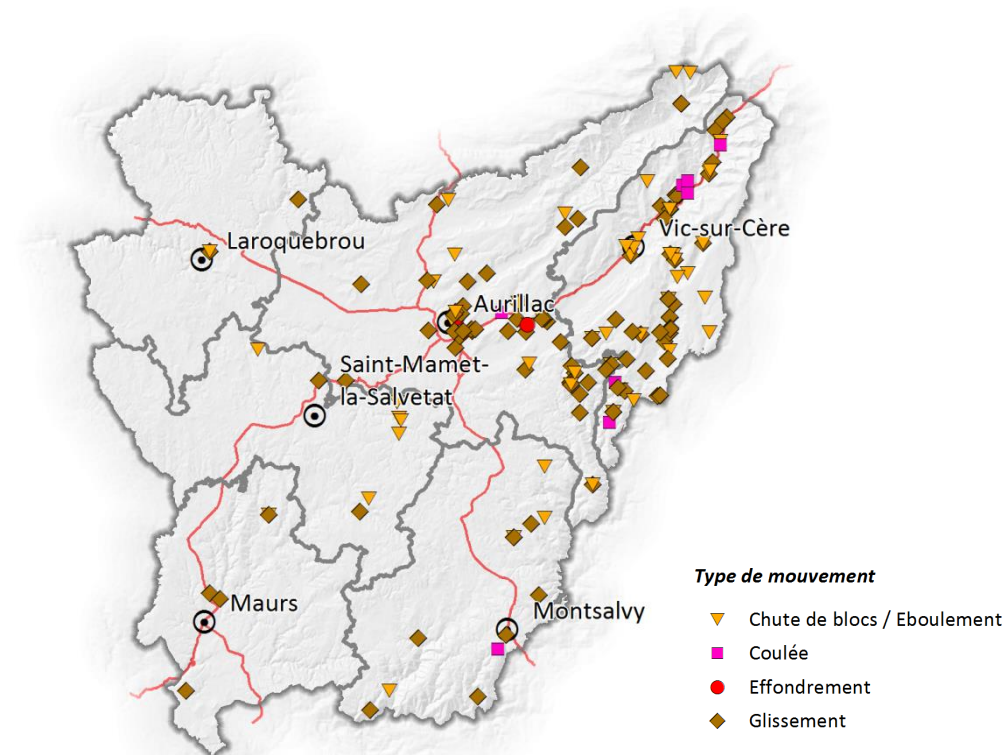 Laroquebrou
Vic-sur-Cère
Aurillac
Saint-Mamet-
la-Salvetat
Maurs
Montsalvy
Type de mouvement
Chute de blocs / Eboulement
Coulée
Effondrement
Glissement